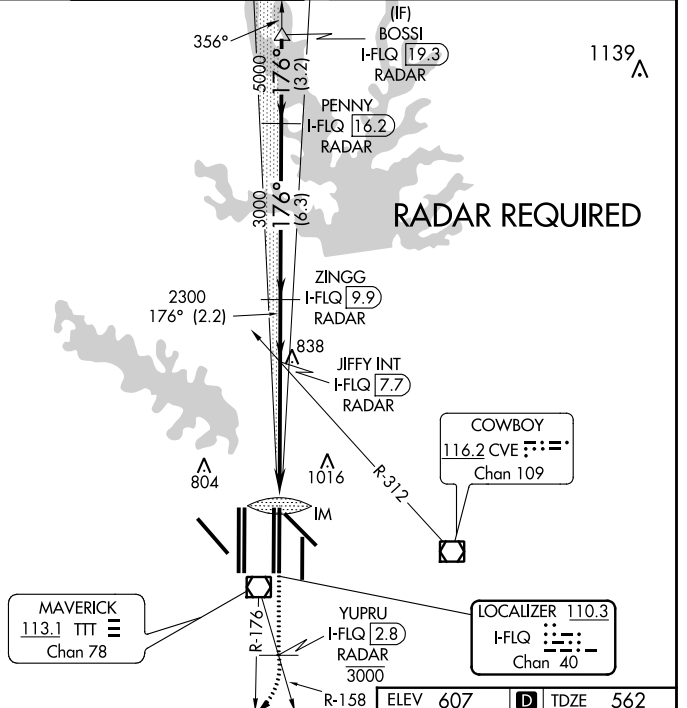 (IF)
BOSSI
I-FLQ 19.3
RADAR
356°
1139
5000
176°
(3.2)
PENNY
I-FLQ 16.2
RADAR
3000
176°
(6.3)
RADAR REQUIRED
ZINGG
I-FLQ 9.9
RADAR
2300
176° (2.2)
838
JIFFY INT
I-FLQ 7.7
RADAR
COWBOY
116.2 CVE
Chan 109
R-312
804
1016
IM
MAVERICK
113.1 TTT
Chan 78
R-176
YUPRU
I-FLQ 2.8
RADAR
3000
LOCALIZER 110.3
I-FLQ
Chan 40
R-158
ELEV 607
D TDZE 562